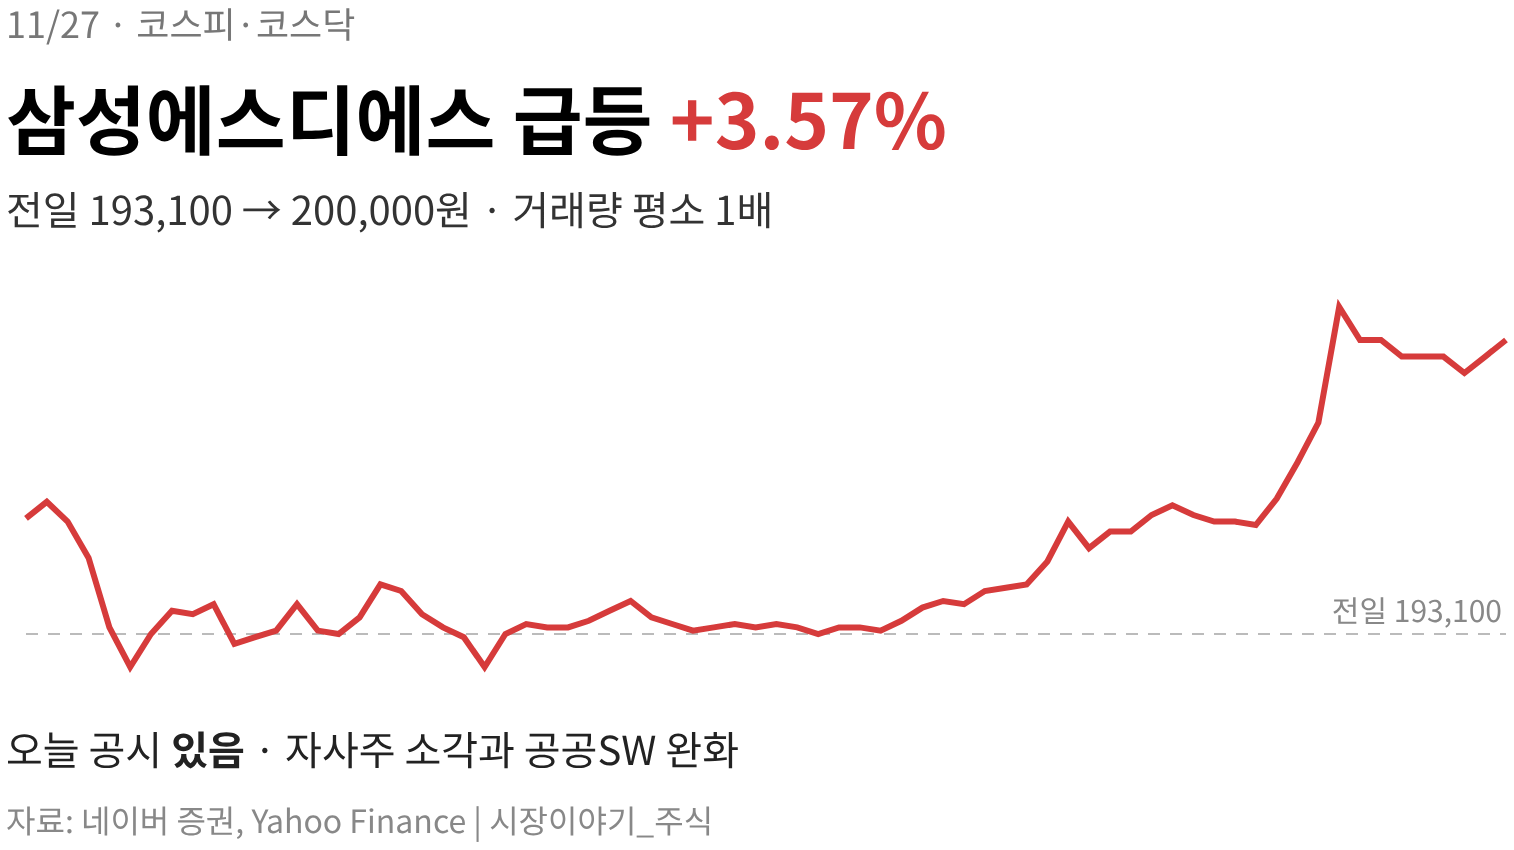 11/27 · 코스피·코스닥
삼성에스디에스 급등 +3.57%
전일 193,100 → 200,000원 · 거래량 평소 1배
전일 193,100
오늘 공시 있음 · 자사주 소각과 공공SW 완화
자료: 네이버 증권, Yahoo Finance | 시장이야기_주식